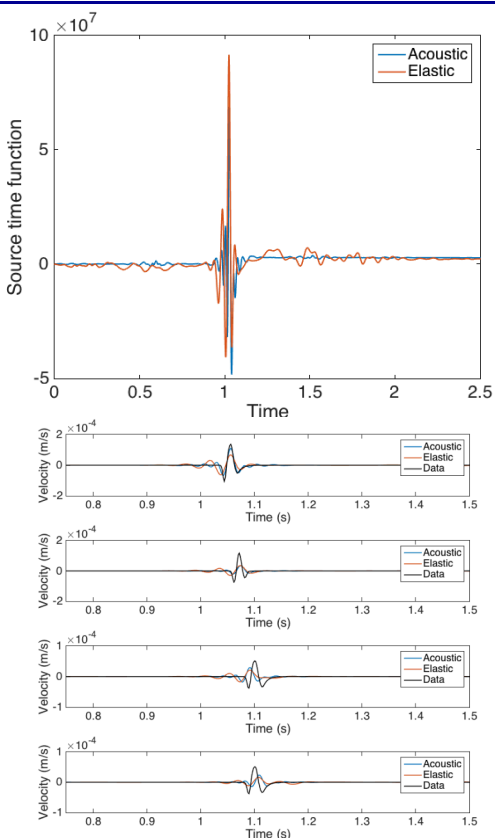 10 ×10^7
Acoustic
Elastic
5
Source time function
0
-5
0 0.5 1 1.5 2 2.5
Time
2 ×10^-4
Acoustic
Elastic
Data
Velocity (m/s)
0
-2
0.8 0.9 1 1.1 1.2 1.3 1.4 1.5
Time (s)
2 ×10^-4
Acoustic
Elastic
Data
Velocity (m/s)
0
-2
0.8 0.9 1 1.1 1.2 1.3 1.4 1.5
Time (s)
1 ×10^-4
Acoustic
Elastic
Data
Velocity (m/s)
0
-1
0.8 0.9 1 1.1 1.2 1.3 1.4 1.5
Time (s)
1 ×10^-4
Acoustic
Elastic
Data
Velocity (m/s)
0
-1
0.8 0.9 1 1.1 1.2 1.3 1.4 1.5
Time (s)